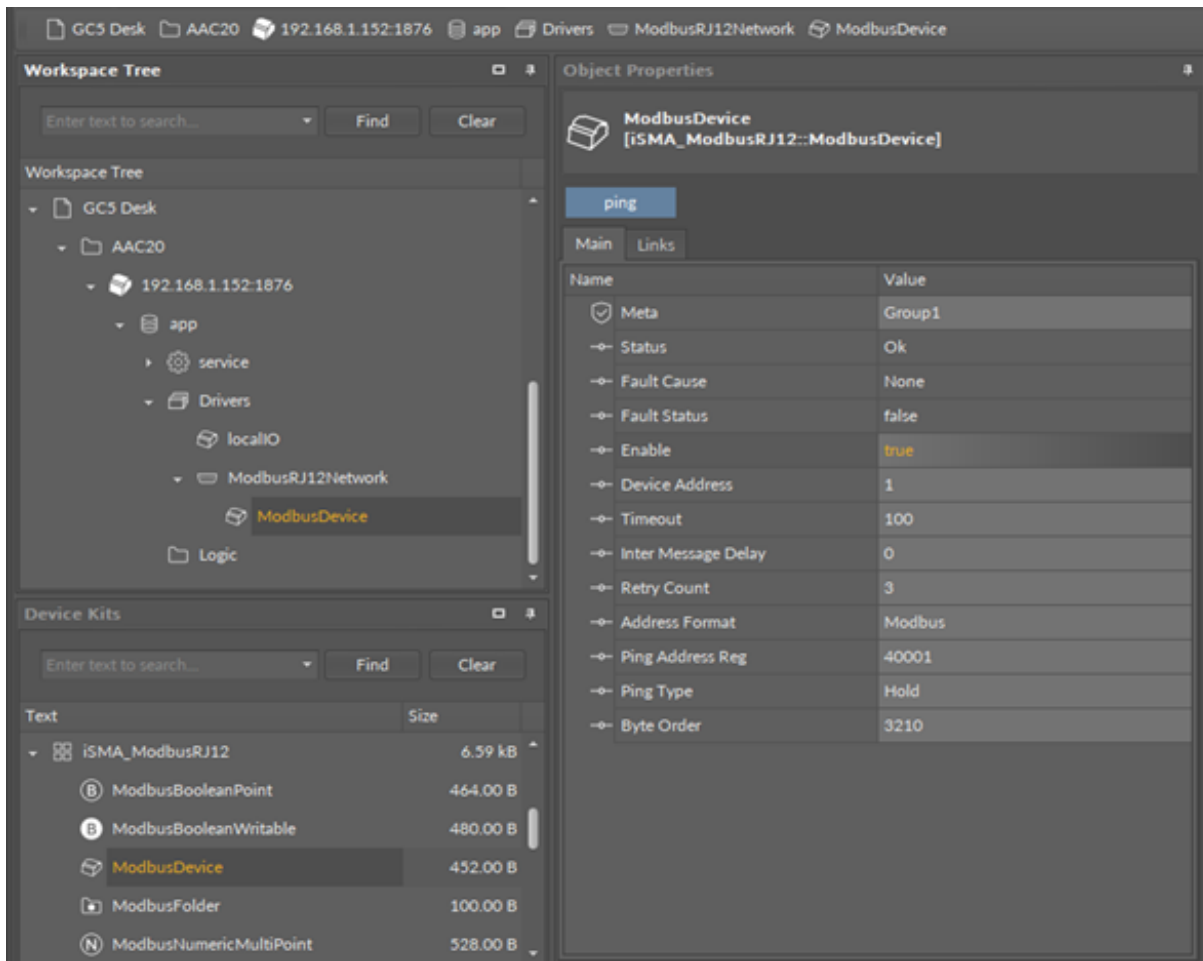 GC5 Desk AAC20 192.168.1.152:1876 app Drivers ModbusRJ12Network ModbusDevice
Workspace Tree
Enter text to search... Find Clear
Workspace Tree
GC5 Desk
AAC20
192.168.1.152:1876
app
service
Drivers
localIO
ModbusRJ12Network
ModbusDevice
Logic
Device Kits
Enter text to search... Find Clear
Text Size
iSMA_ModbusRJ12 6.59 kB
B ModbusBooleanPoint 464.00 B
B ModbusBooleanWritable 480.00 B
ModbusDevice 452.00 B
ModbusFolder 100.00 B
N ModbusNumericMultiPoint 528.00 B
Object Properties
ModbusDevice
[iSMA_ModbusRJ12::ModbusDevice]
ping
Main Links
Name Value
Meta Group1
Status Ok
Fault Cause None
Fault Status false
Enable true
Device Address 1
Timeout 100
Inter Message Delay 0
Retry Count 3
Address Format Modbus
Ping Address Reg 40001
Ping Type Hold
Byte Order 3210